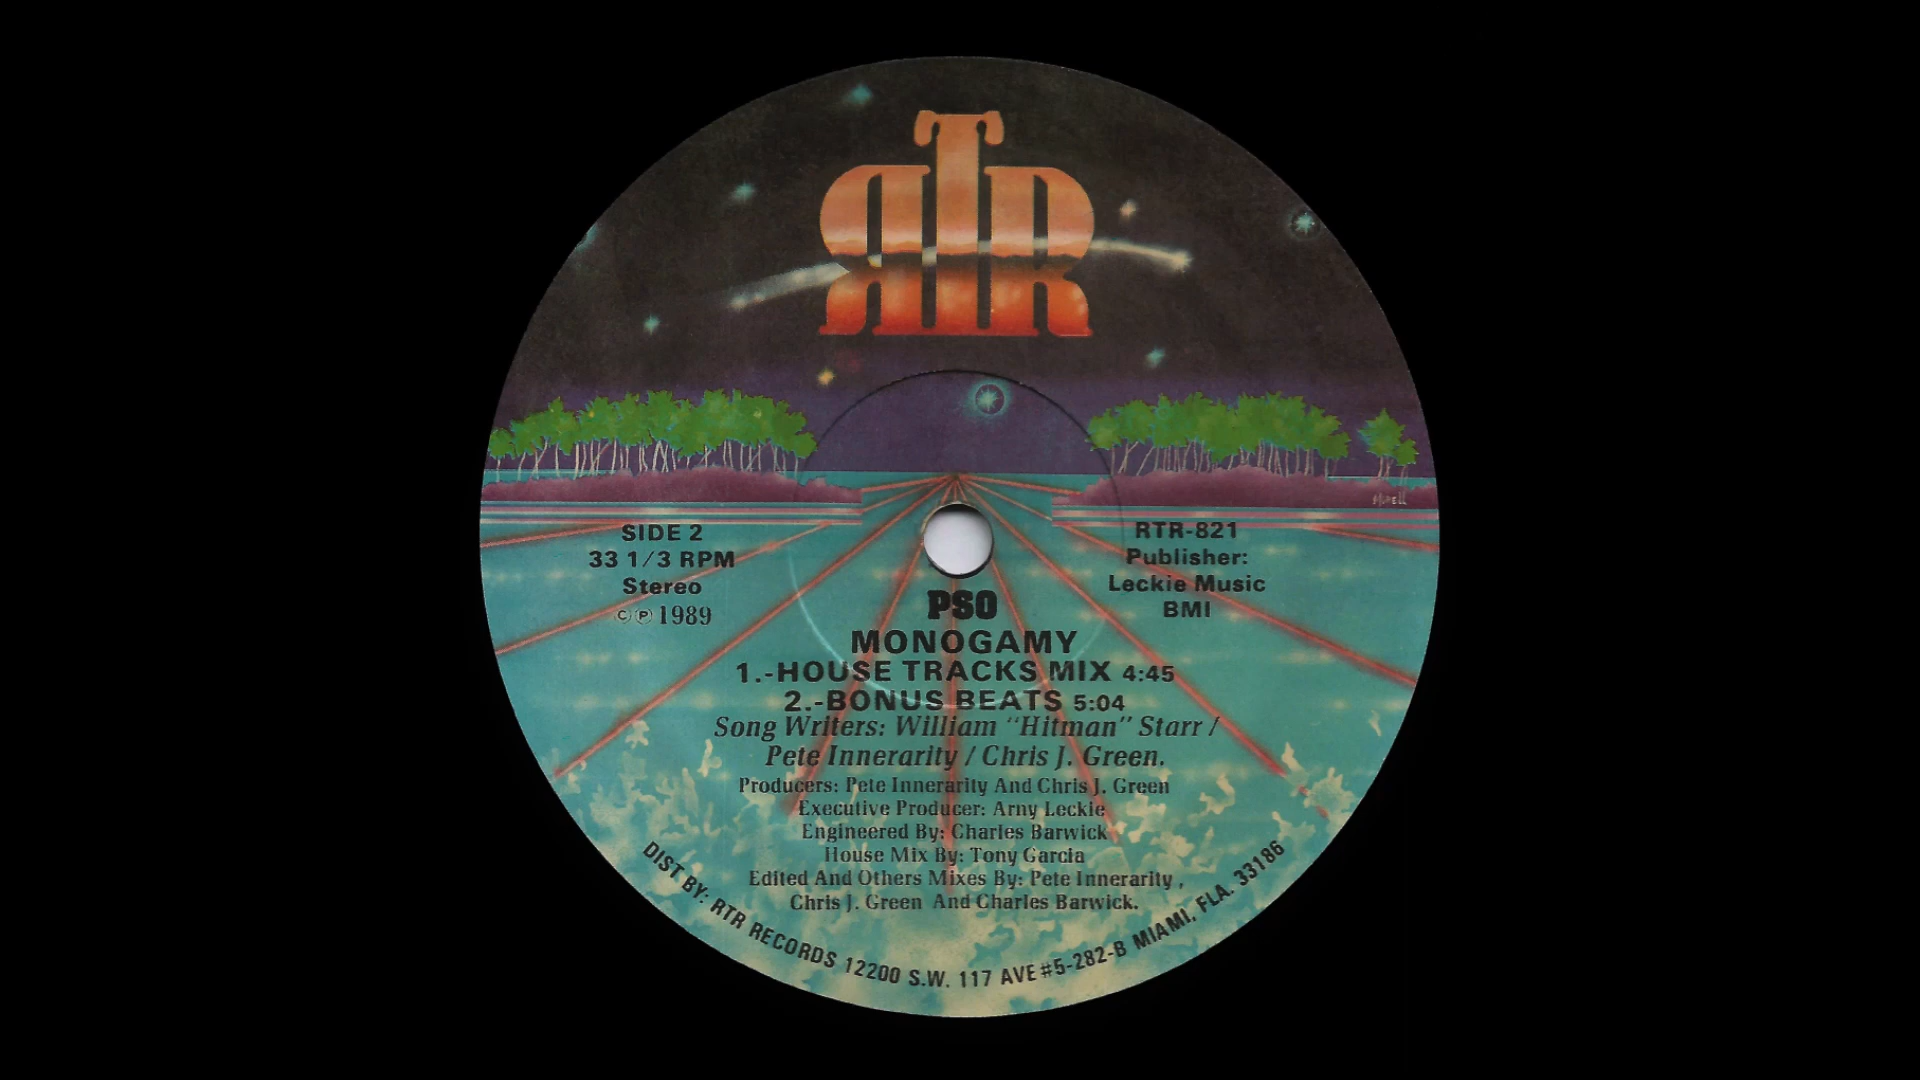 RTR
Murell
SIDE 2
33 1/3 RPM
Stereo
©℗ 1989
RTR-821
Publisher:
Leckie Music
BMI
PSO
MONOGAMY
1.-HOUSE TRACKS MIX 4:45
2.-BONUS BEATS 5:04
Song Writers: William "Hitman" Starr /
Pete Innerarity / Chris J. Green.
Producers: Pete Innerarity And Chris J. Green
Executive Producer: Arny Leckie
Engineered By: Charles Barwick
House Mix By: Tony Garcia
Edited And Others Mixes By: Pete Innerarity ,
Chris J. Green And Charles Barwick.
DIST BY: RTR RECORDS 12200 S.W. 117 AVE #5-282-B MIAMI, FLA. 33186